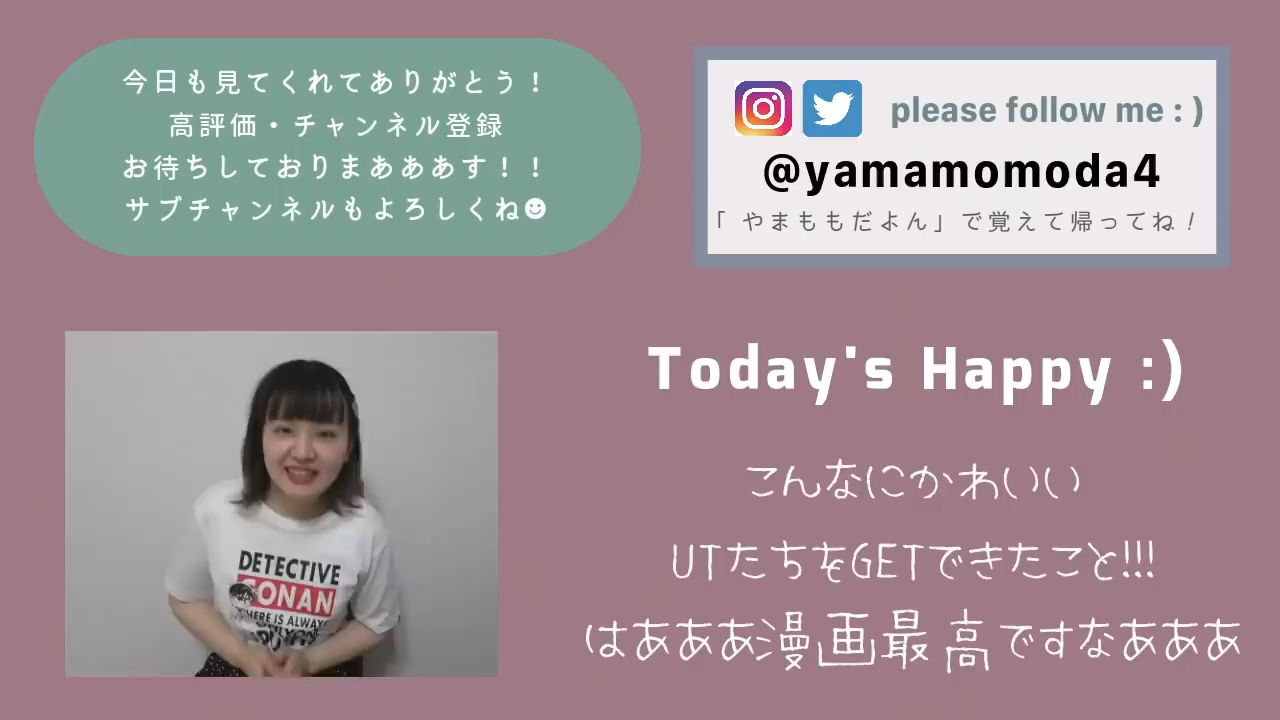 今日も見てくれてありがとう！
高評価・チャンネル登録
お待ちしておりまあああす！！
サブチャンネルもよろしくね☻
please follow me : )
@yamamomoda4
「やまももだよん」で覚えて帰ってね！
Today's Happy :)
こんなにかわいい
UTたちをGETできたこと!!!
はあああ漫画最高ですなあああ
DETECTIVE
CONAN